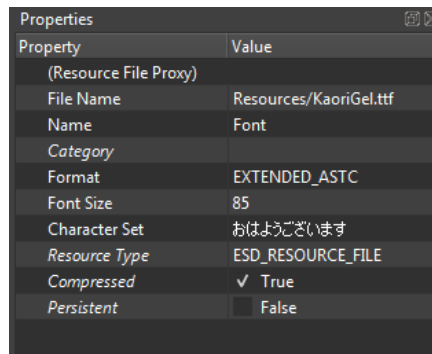 Properties
Property Value
(Resource File Proxy)
File Name Resources/KaoriGel.ttf
Name Font
Category
Format EXTENDED_ASTC
Font Size 85
Character Set おはようございます
Resource Type ESD_RESOURCE_FILE
Compressed ✓ True
Persistent False